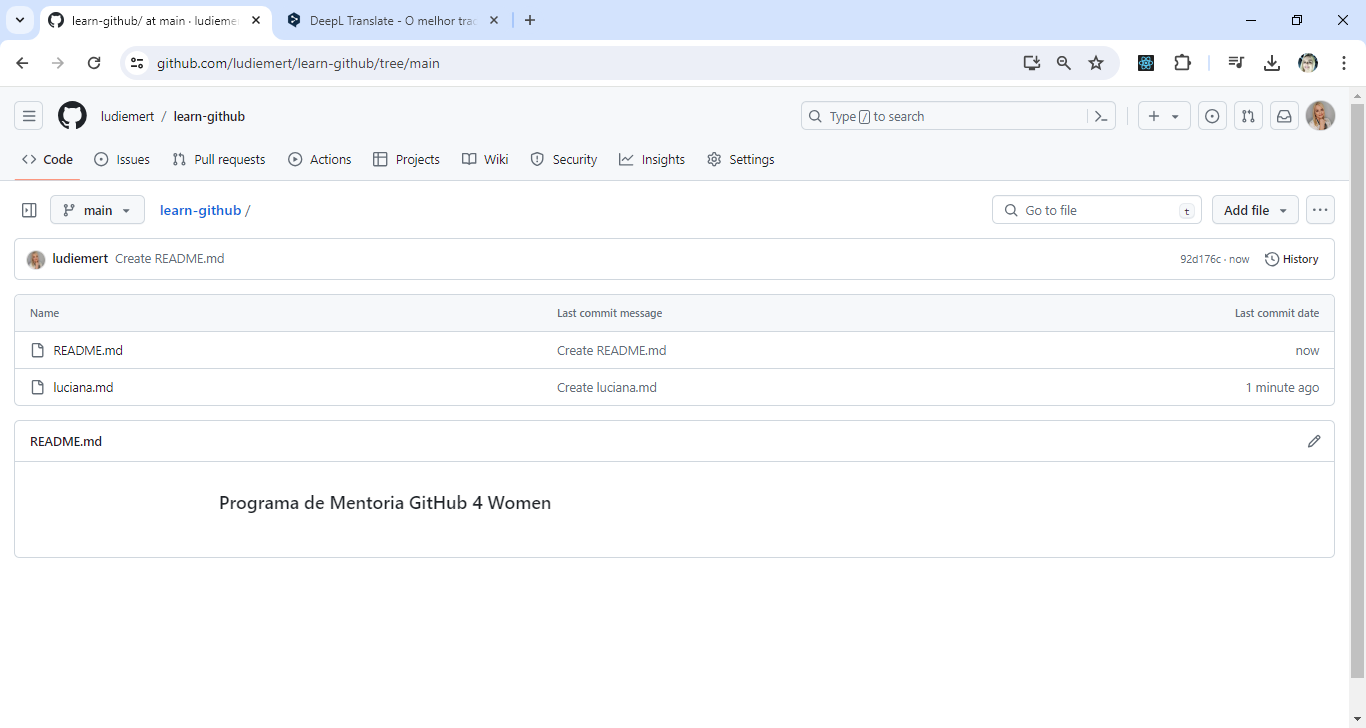 learn-github/ at main · ludieme
DeepL Translate - O melhor trad
github.com/ludiemert/learn-github/tree/main
ludiemert / learn-github
Type / to search
Code Issues Pull requests Actions Projects Wiki Security Insights Settings
main learn-github / Go to file t Add file
ludiemert Create README.md 92d176c · now History
Name Last commit message Last commit date
README.md Create README.md now
luciana.md Create luciana.md 1 minute ago
README.md
Programa de Mentoria GitHub 4 Women